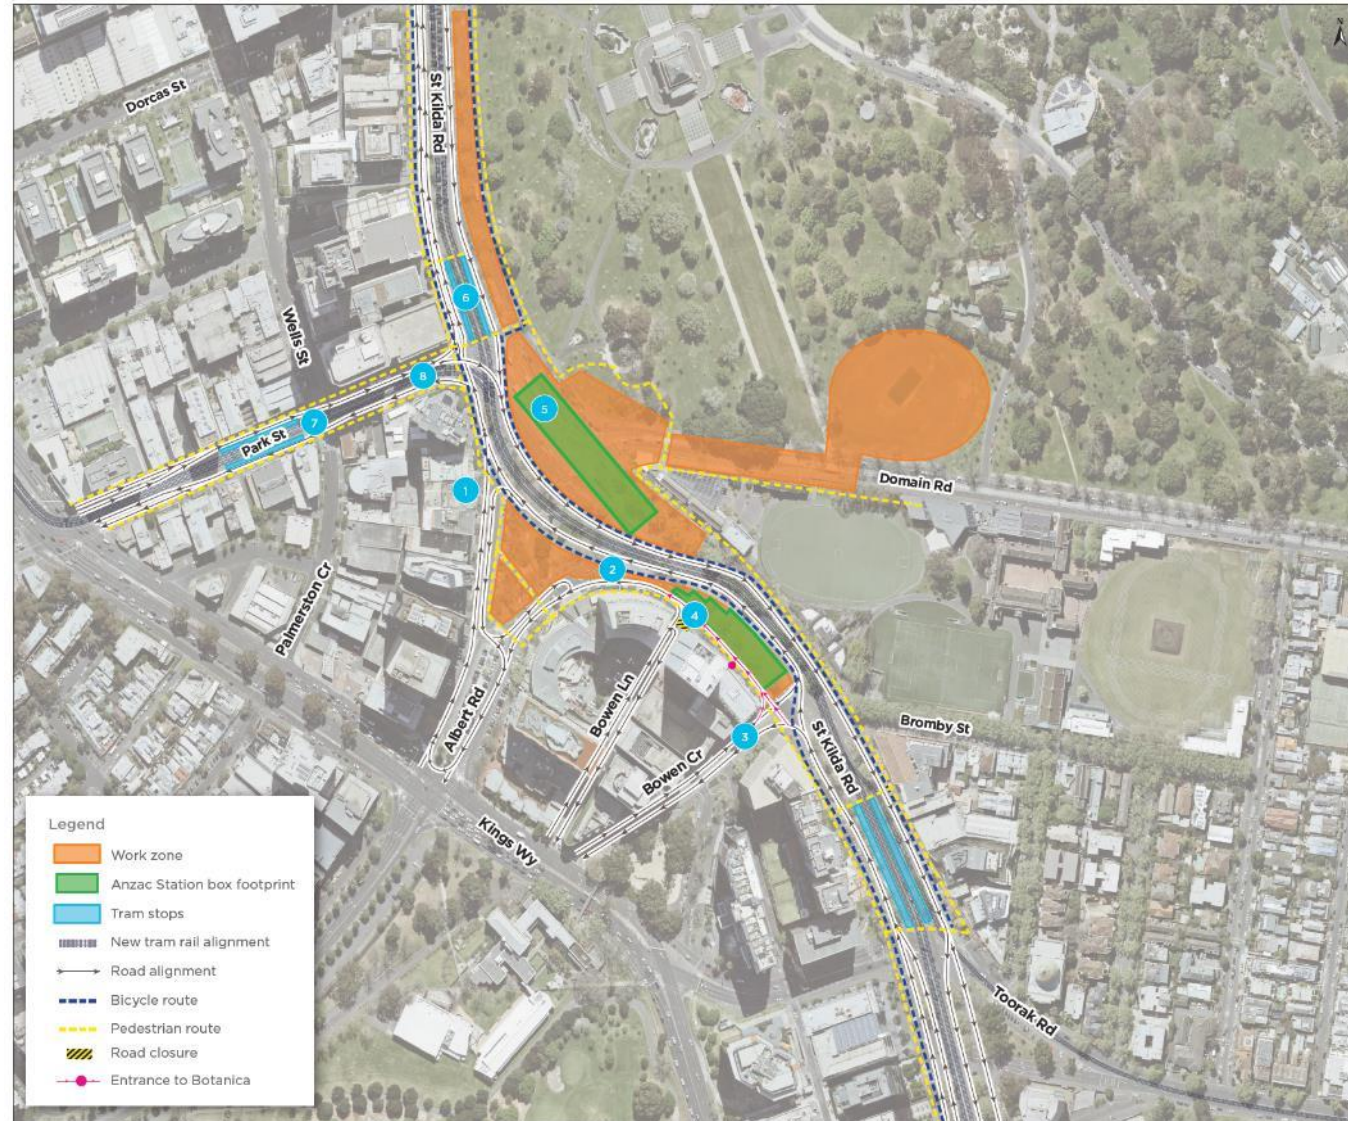 N
Dorcas St
St Kilda Rd
Wells St
6
8
7
Park St
5
1
Domain Rd
2
Palmerston Cr
4
Albert Rd
Bowen Ln
3
Bowen Cr
St Kilda Rd
Bromby St
Kings Wy
Toorak Rd
Legend
Work zone
Anzac Station box footprint
Tram stops
New tram rail alignment
Road alignment
Bicycle route
Pedestrian route
Road closure
Entrance to Botanica